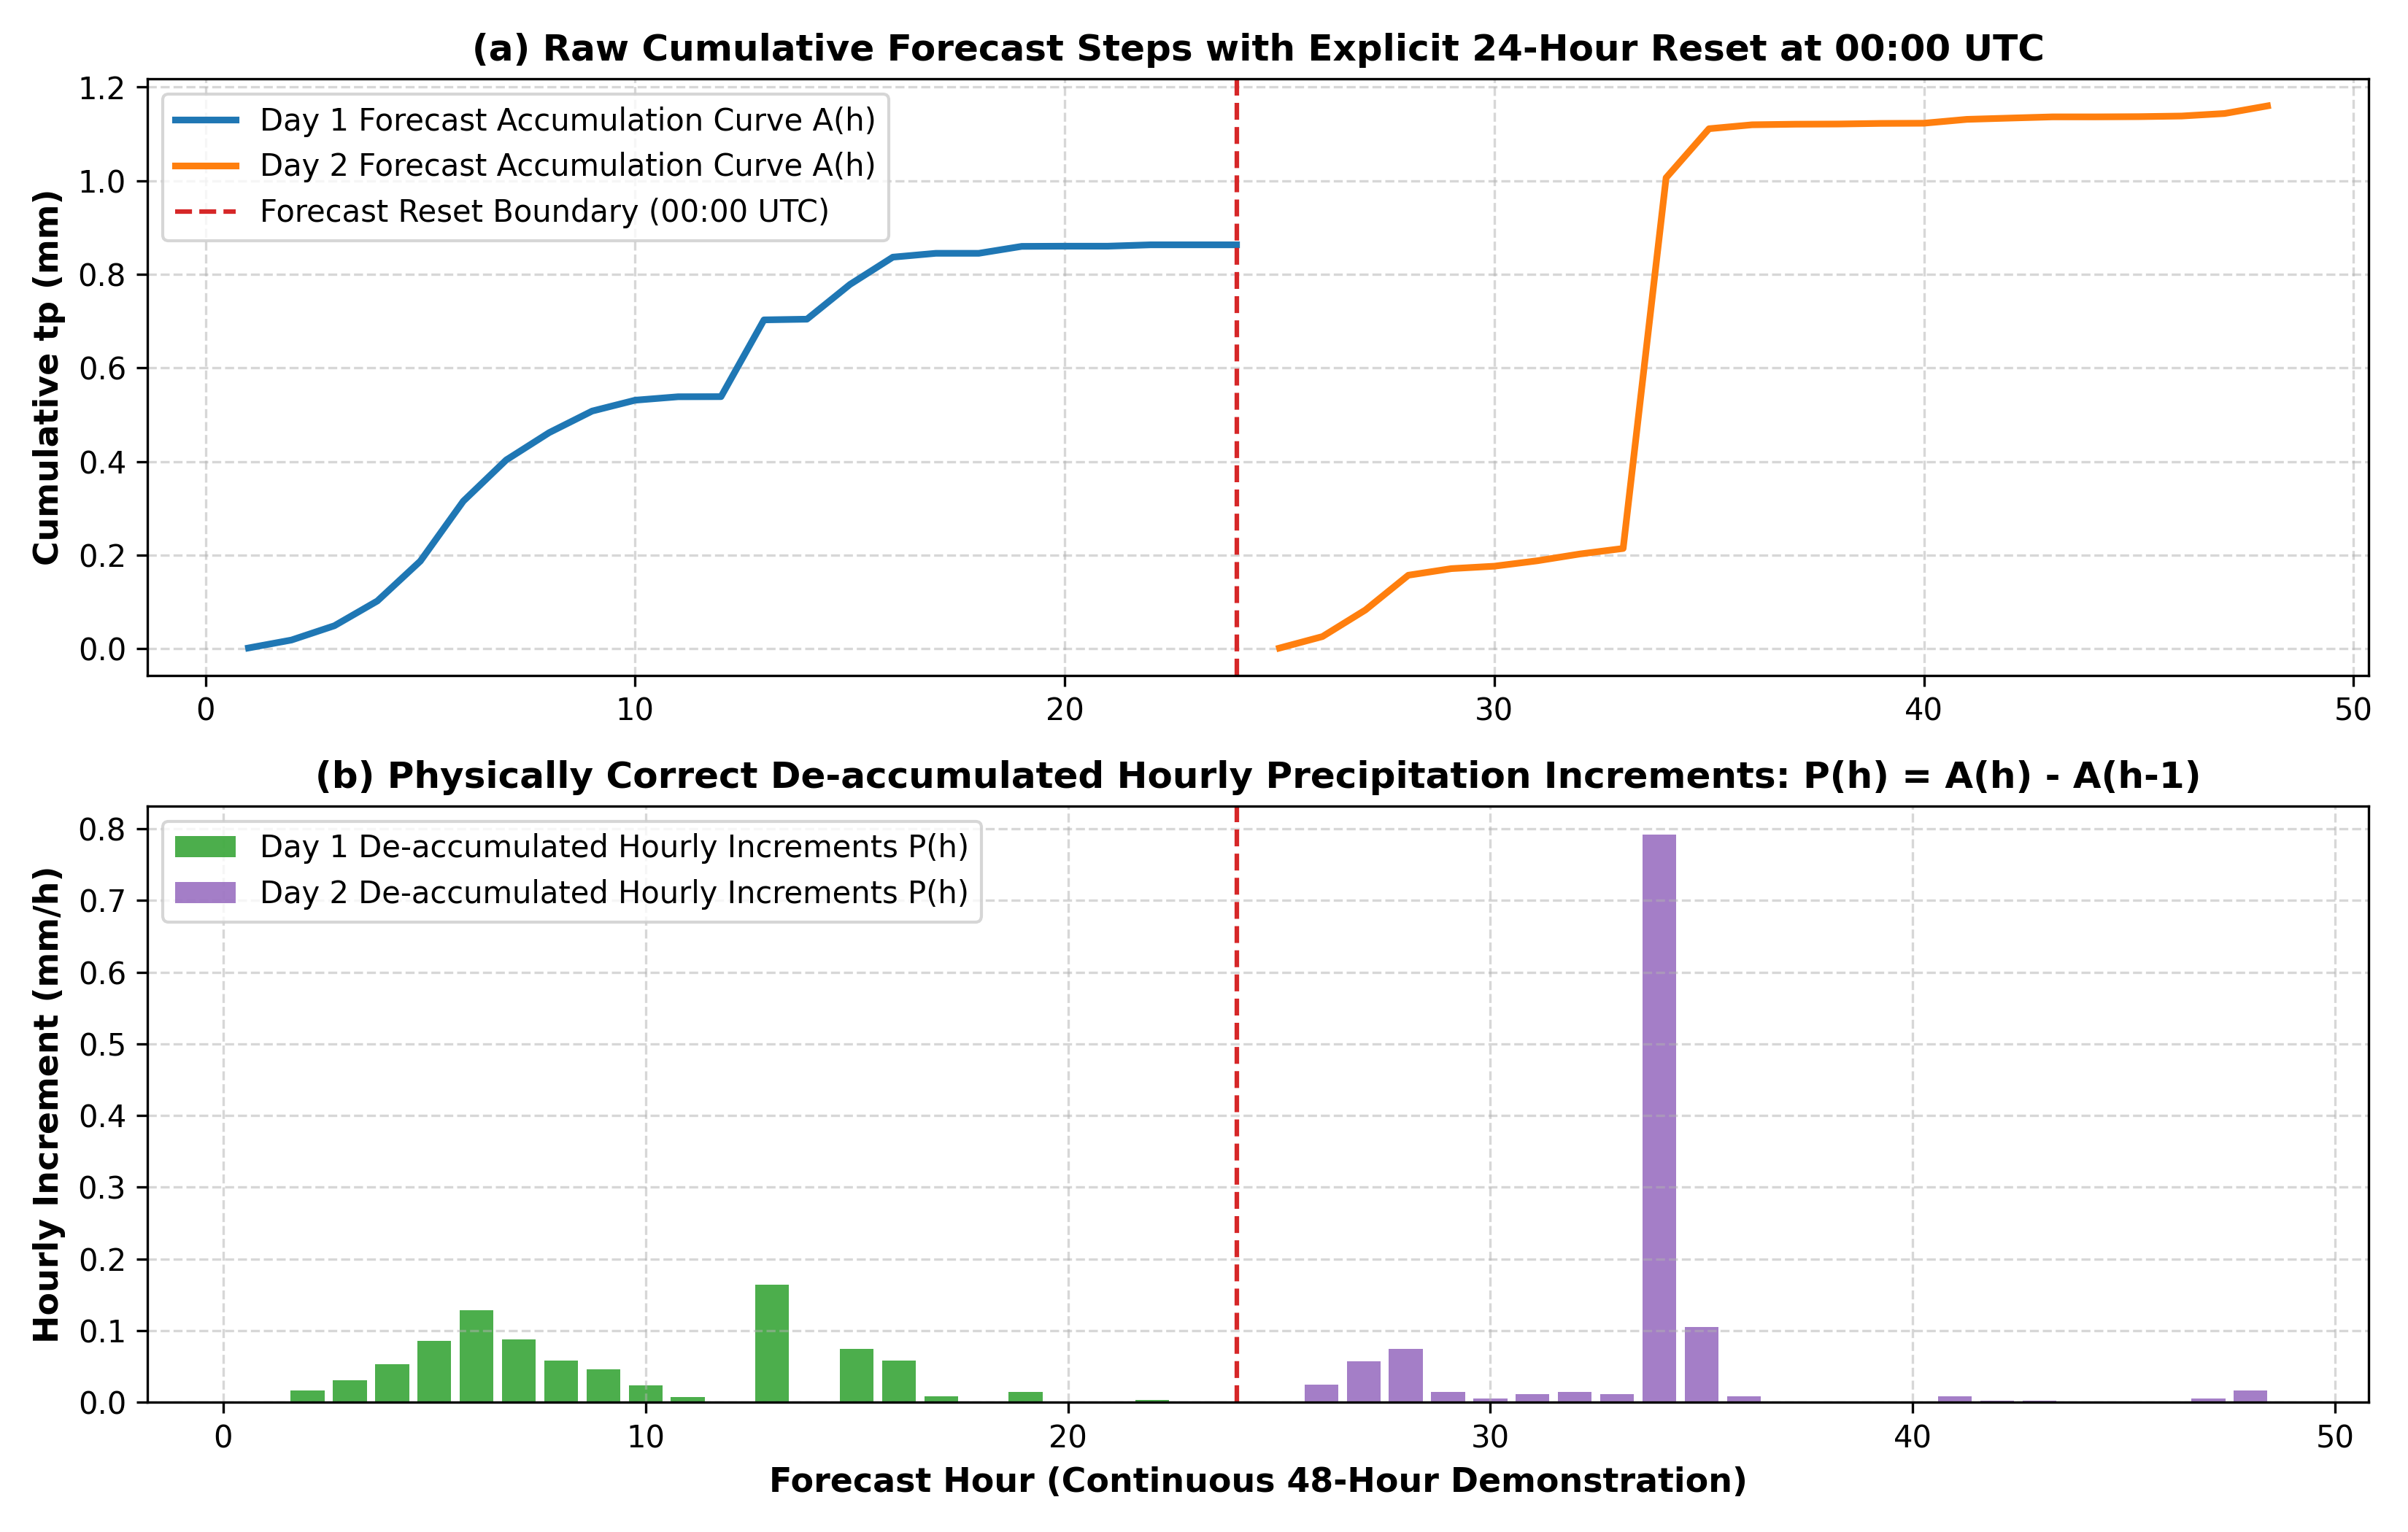 (a) Raw Cumulative Forecast Steps with Explicit 24-Hour Reset at 00:00 UTC
Cumulative tp (mm)
1.2
1.0
0.8
0.6
0.4
0.2
0.0
Day 1 Forecast Accumulation Curve A(h)
Day 2 Forecast Accumulation Curve A(h)
Forecast Reset Boundary (00:00 UTC)
0 10 20 30 40 50
(b) Physically Correct De-accumulated Hourly Precipitation Increments: P(h) = A(h) - A(h-1)
Hourly Increment (mm/h)
0.8
0.7
0.6
0.5
0.4
0.3
0.2
0.1
0.0
Day 1 De-accumulated Hourly Increments P(h)
Day 2 De-accumulated Hourly Increments P(h)
0 10 20 30 40 50
Forecast Hour (Continuous 48-Hour Demonstration)